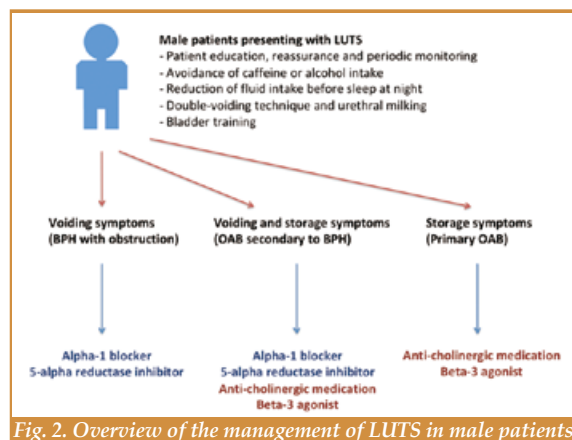 Male patients presenting with LUTS
- Patient education, reassurance and periodic monitoring
- Avoidance of caffeine or alcohol intake
- Reduction of fluid intake before sleep at night
- Double-voiding technique and urethral milking
- Bladder training
Voiding symptoms
(BPH with obstruction)
Voiding and storage symptoms
(OAB secondary to BPH)
Storage symptoms
(Primary OAB)
Alpha-1 blocker
5-alpha reductase inhibitor
Alpha-1 blocker
5-alpha reductase inhibitor
Anti-cholinergic medication
Beta-3 agonist
Anti-cholinergic medication
Beta-3 agonist
Fig. 2. Overview of the management of LUTS in male patients